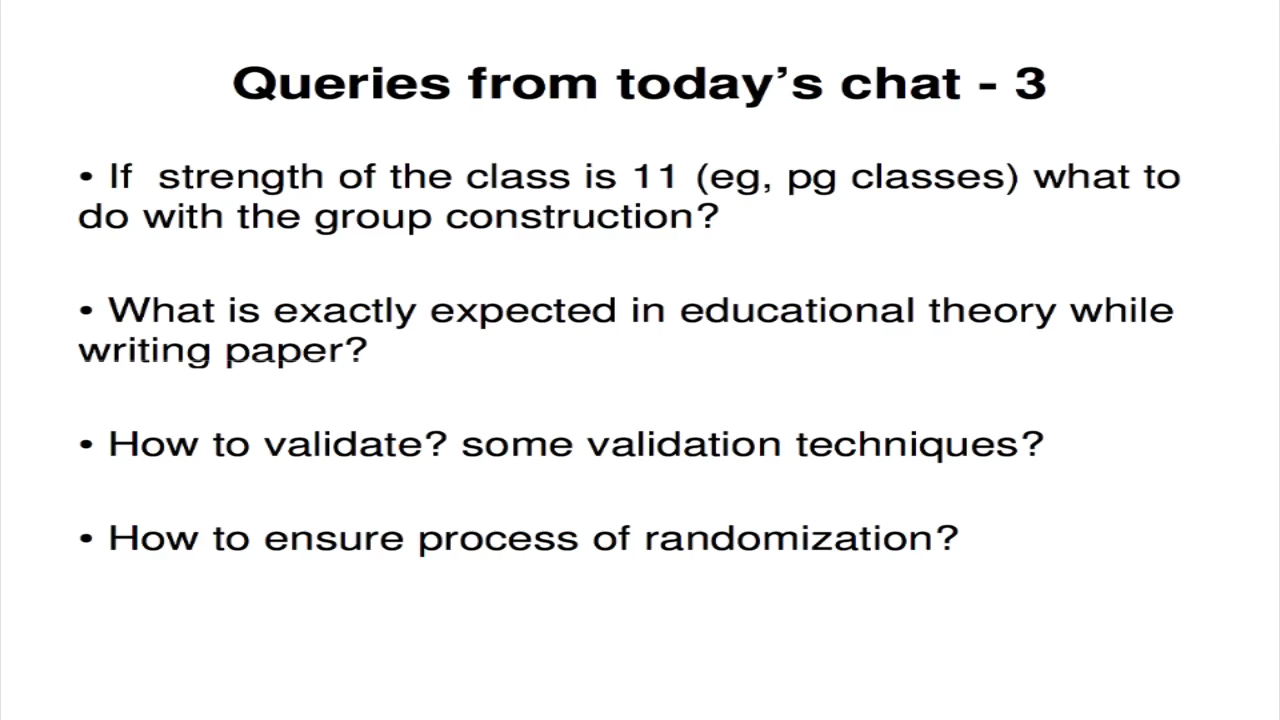 Queries from today’s chat - 3
• If  strength of the class is 11 (eg, pg classes) what to
do with the group construction?
• What is exactly expected in educational theory while
writing paper?
• How to validate? some validation techniques?
• How to ensure process of randomization?